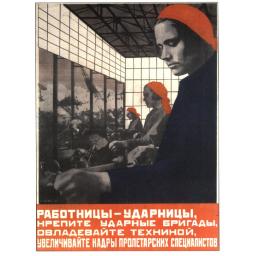 РАБОТНИЦЫ–УДАРНИЦЫ,
КРЕПИТЕ УДАРНЫЕ БРИГАДЫ,
ОВЛАДЕВАЙТЕ ТЕХНИКОЙ,
УВЕЛИЧИВАЙТЕ КАДРЫ ПРОЛЕТАРСКИХ СПЕЦИАЛИСТОВ